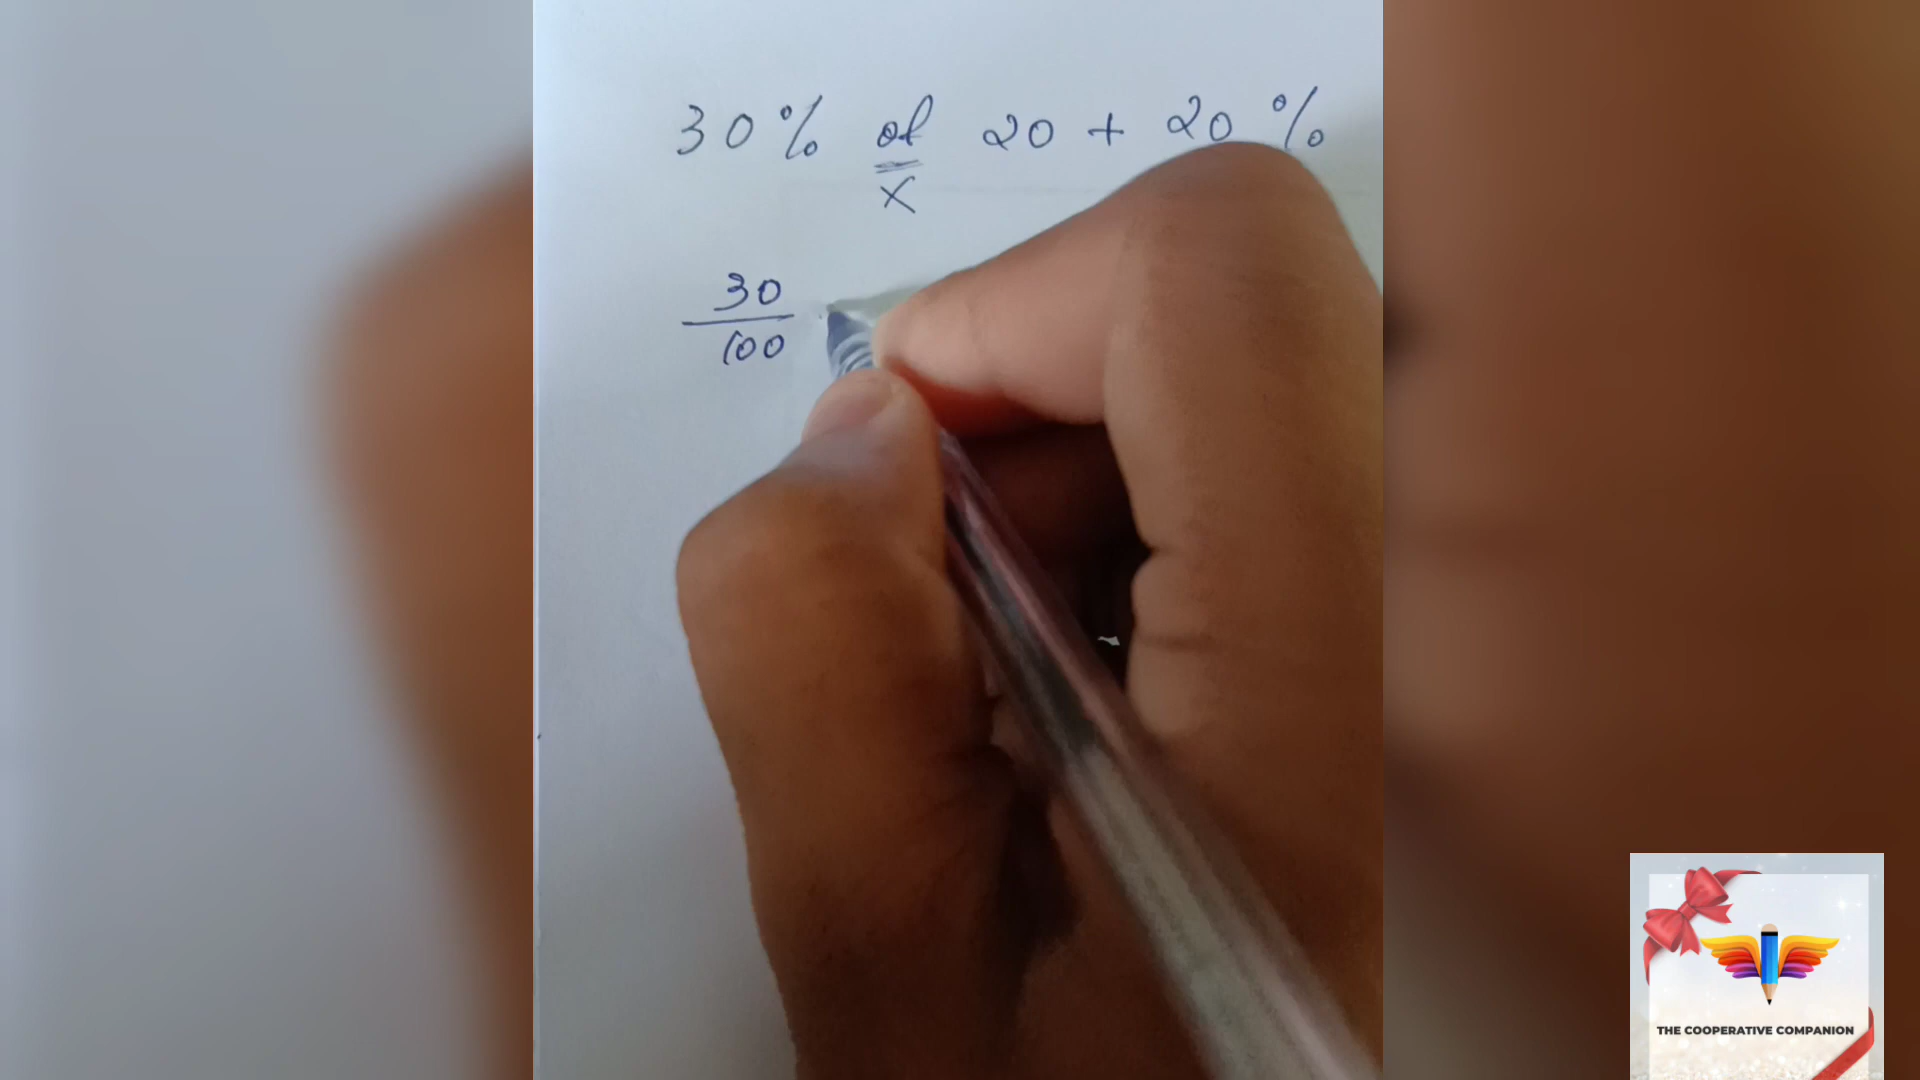 30% of 20 + 20%
x
30
100
THE COOPERATIVE COMPANION